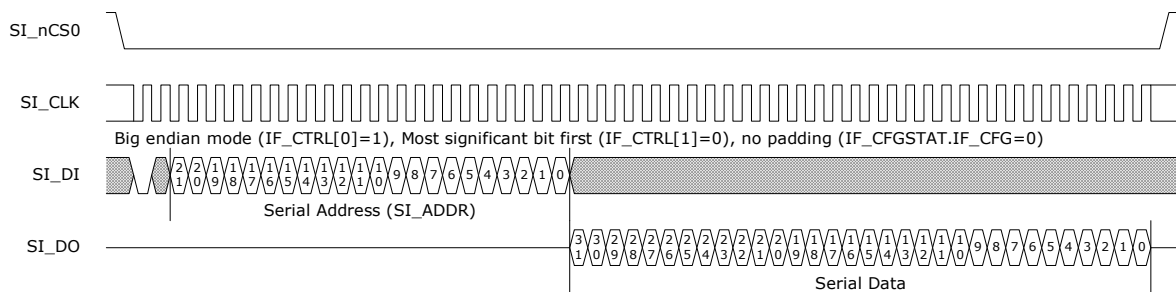 SI_nCS0
SI_CLK
Big endian mode (IF_CTRL[0]=1), Most significant bit first (IF_CTRL[1]=0), no padding (IF_CFGSTAT.IF_CFG=0)
SI_DI
21 20 19 18 17 16 15 14 13 12 11 10 9 8 7 6 5 4 3 2 1 0
Serial Address (SI_ADDR)
SI_DO
31 30 29 28 27 26 25 24 23 22 21 20 19 18 17 16 15 14 13 12 11 10 9 8 7 6 5 4 3 2 1 0
Serial Data